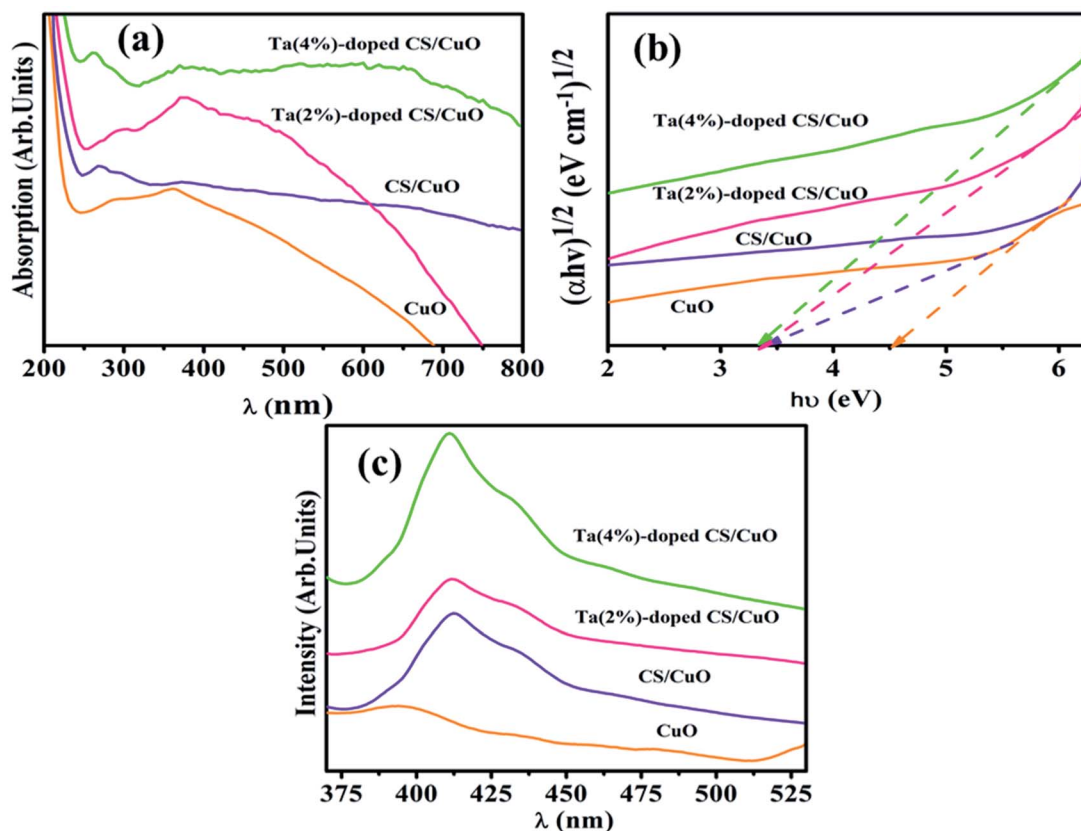 (a)
Ta(4%)-doped CS/CuO
Ta(2%)-doped CS/CuO
CS/CuO
CuO
Absorption (Arb.Units)
200 300 400 500 600 700 800
λ (nm)
(b)
Ta(4%)-doped CS/CuO
Ta(2%)-doped CS/CuO
CS/CuO
CuO
(αhν)1/2 (eV cm-1)1/2
2 3 4 5 6
hυ (eV)
(c)
Ta(4%)-doped CS/CuO
Ta(2%)-doped CS/CuO
CS/CuO
CuO
Intensity (Arb.Units)
375 400 425 450 475 500 525
λ (nm)